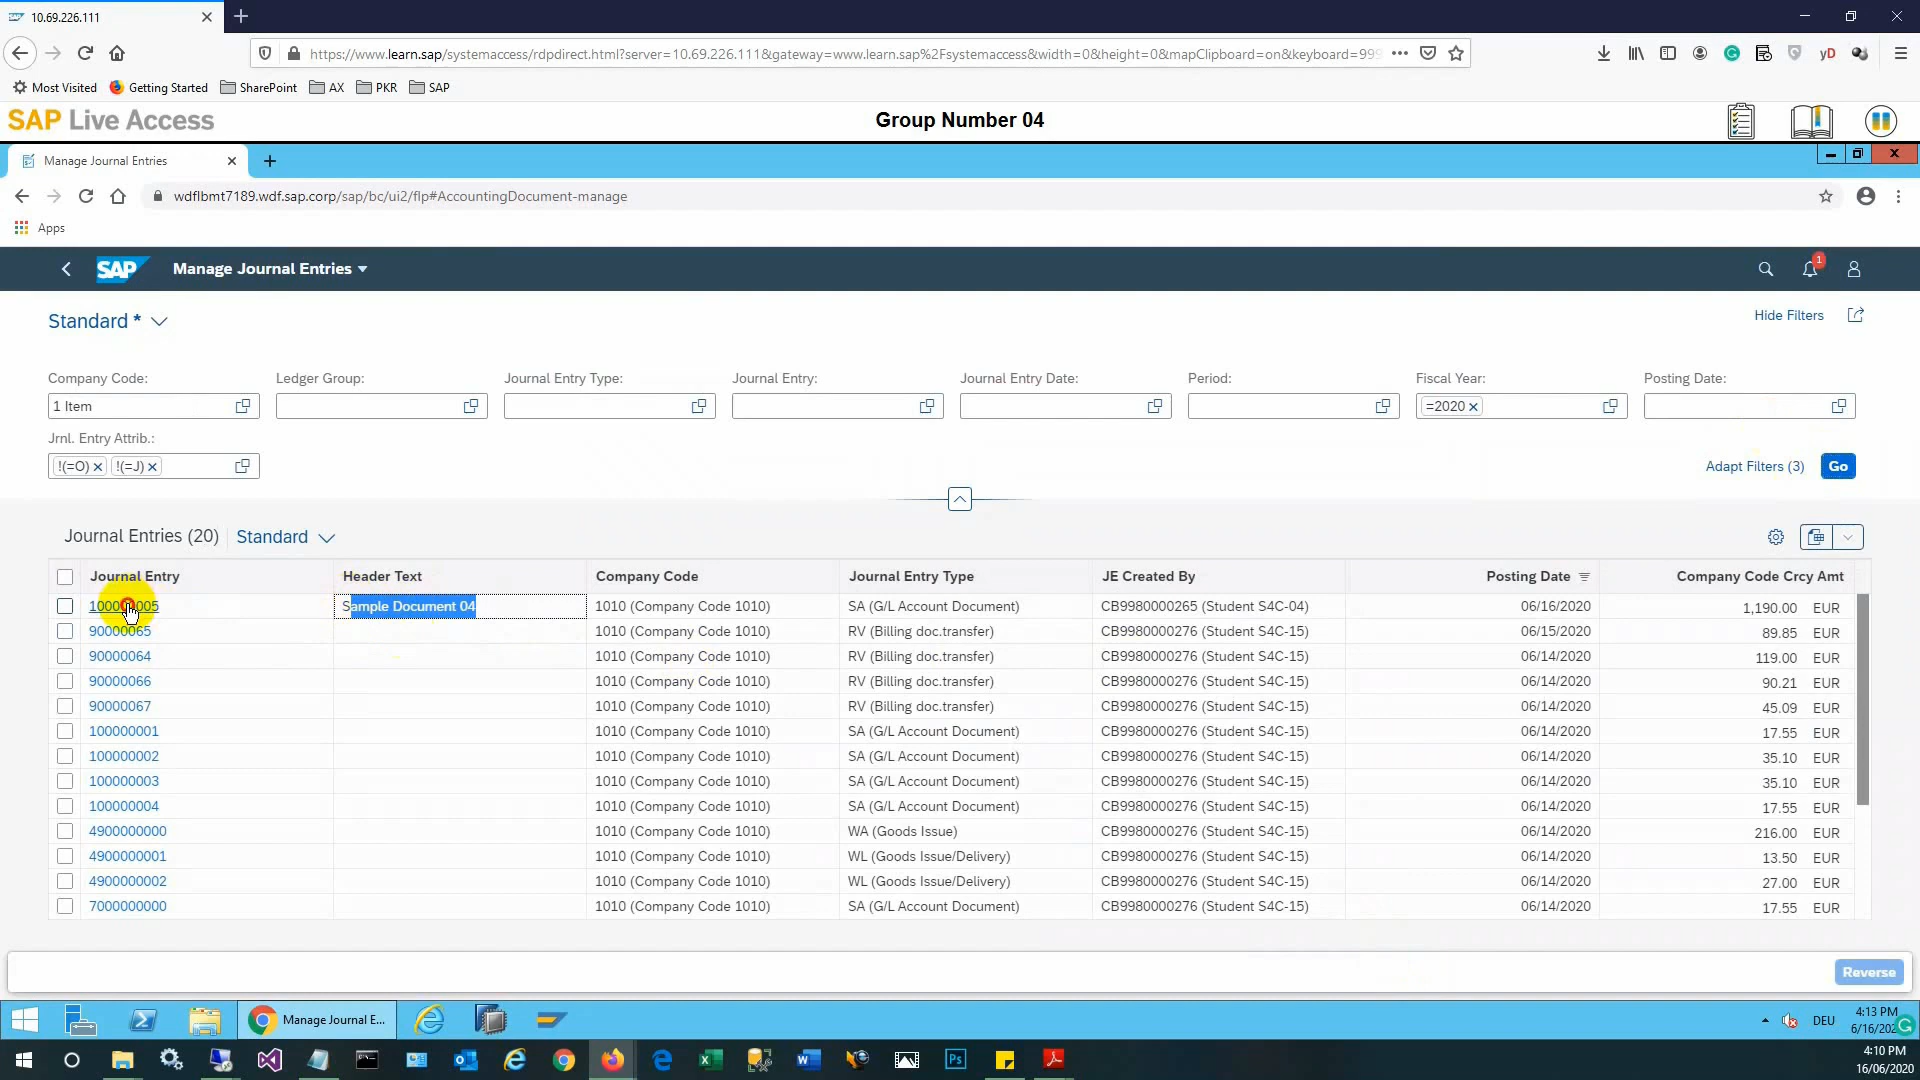 10.69.226.111
https://www.learn.sap/systemaccess/rdpdirect.html?server=10.69.226.111&gateway=www.learn.sap%2Fsystemaccess&width=0&height=0&mapClipboard=on&keyboard=999
Most Visited Getting Started SharePoint AX PKR SAP
SAP Live Access Group Number 04
Manage Journal Entries
wdflbmt7189.wdf.sap.corp/sap/bc/ui2/flp#AccountingDocument-manage
Apps
SAP Manage Journal Entries 1
Standard * Hide Filters
Company Code: Ledger Group: Journal Entry Type: Journal Entry: Journal Entry Date: Period: Fiscal Year: Posting Date:
1 Item =2020
Jrnl. Entry Attrib.:
!(=O) !(=J) Adapt Filters (3) Go
Journal Entries (20) Standard
Journal Entry Header Text Company Code Journal Entry Type JE Created By Posting Date Company Code Crcy Amt
100000005 Sample Document 04 1010 (Company Code 1010) SA (G/L Account Document) CB9980000265 (Student S4C-04) 06/16/2020 1,190.00 EUR
90000065 1010 (Company Code 1010) RV (Billing doc.transfer) CB9980000276 (Student S4C-15) 06/15/2020 89.85 EUR
90000064 1010 (Company Code 1010) RV (Billing doc.transfer) CB9980000276 (Student S4C-15) 06/14/2020 119.00 EUR
90000066 1010 (Company Code 1010) RV (Billing doc.transfer) CB9980000276 (Student S4C-15) 06/14/2020 90.21 EUR
90000067 1010 (Company Code 1010) RV (Billing doc.transfer) CB9980000276 (Student S4C-15) 06/14/2020 45.09 EUR
100000001 1010 (Company Code 1010) SA (G/L Account Document) CB9980000276 (Student S4C-15) 06/14/2020 17.55 EUR
100000002 1010 (Company Code 1010) SA (G/L Account Document) CB9980000276 (Student S4C-15) 06/14/2020 35.10 EUR
100000003 1010 (Company Code 1010) SA (G/L Account Document) CB9980000276 (Student S4C-15) 06/14/2020 35.10 EUR
100000004 1010 (Company Code 1010) SA (G/L Account Document) CB9980000276 (Student S4C-15) 06/14/2020 17.55 EUR
4900000000 1010 (Company Code 1010) WA (Goods Issue) CB9980000276 (Student S4C-15) 06/14/2020 216.00 EUR
4900000001 1010 (Company Code 1010) WL (Goods Issue/Delivery) CB9980000276 (Student S4C-15) 06/14/2020 13.50 EUR
4900000002 1010 (Company Code 1010) WL (Goods Issue/Delivery) CB9980000276 (Student S4C-15) 06/14/2020 27.00 EUR
7000000000 1010 (Company Code 1010) SA (G/L Account Document) CB9980000276 (Student S4C-15) 06/14/2020 17.55 EUR
Reverse
Manage Journal E... DEU 4:13 PM
4:10 PM
16/06/2020